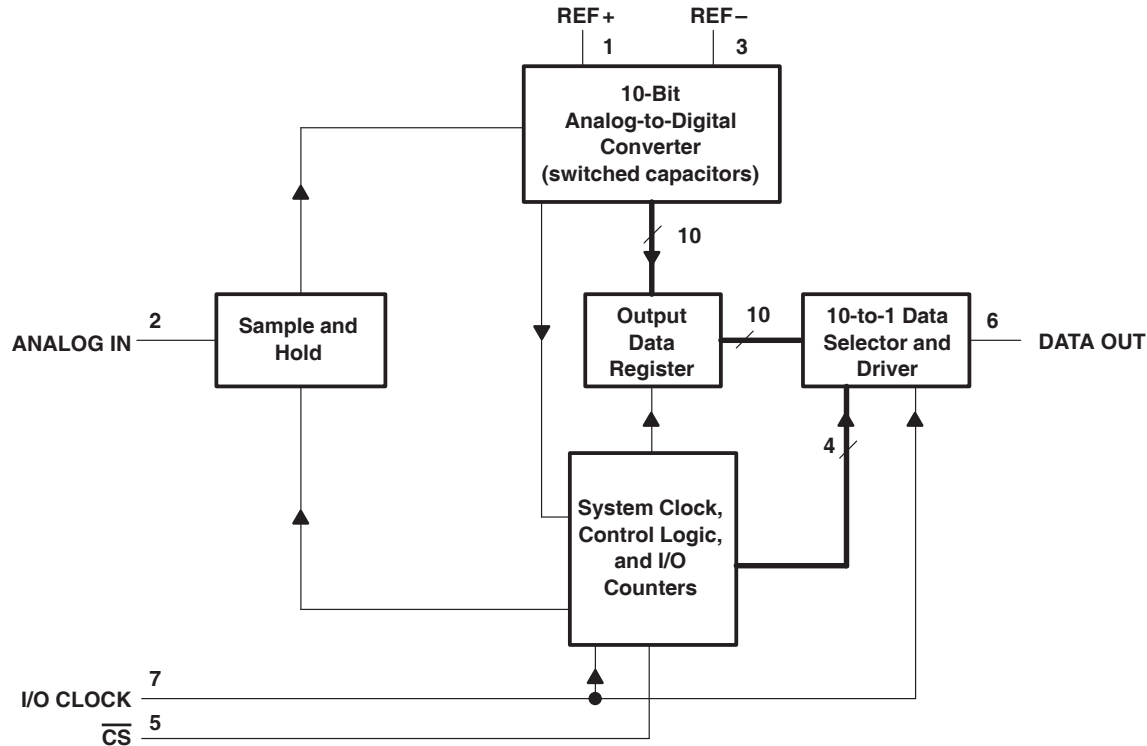 REF+
REF–
1
3
10-Bit
Analog-to-Digital
Converter
(switched capacitors)
10
2
ANALOG IN
Sample and
Hold
Output
Data
Register
10
10-to-1 Data
Selector and
Driver
6
DATA OUT
4
System Clock,
Control Logic,
and I/O
Counters
7
I/O CLOCK
5
C̅S̅